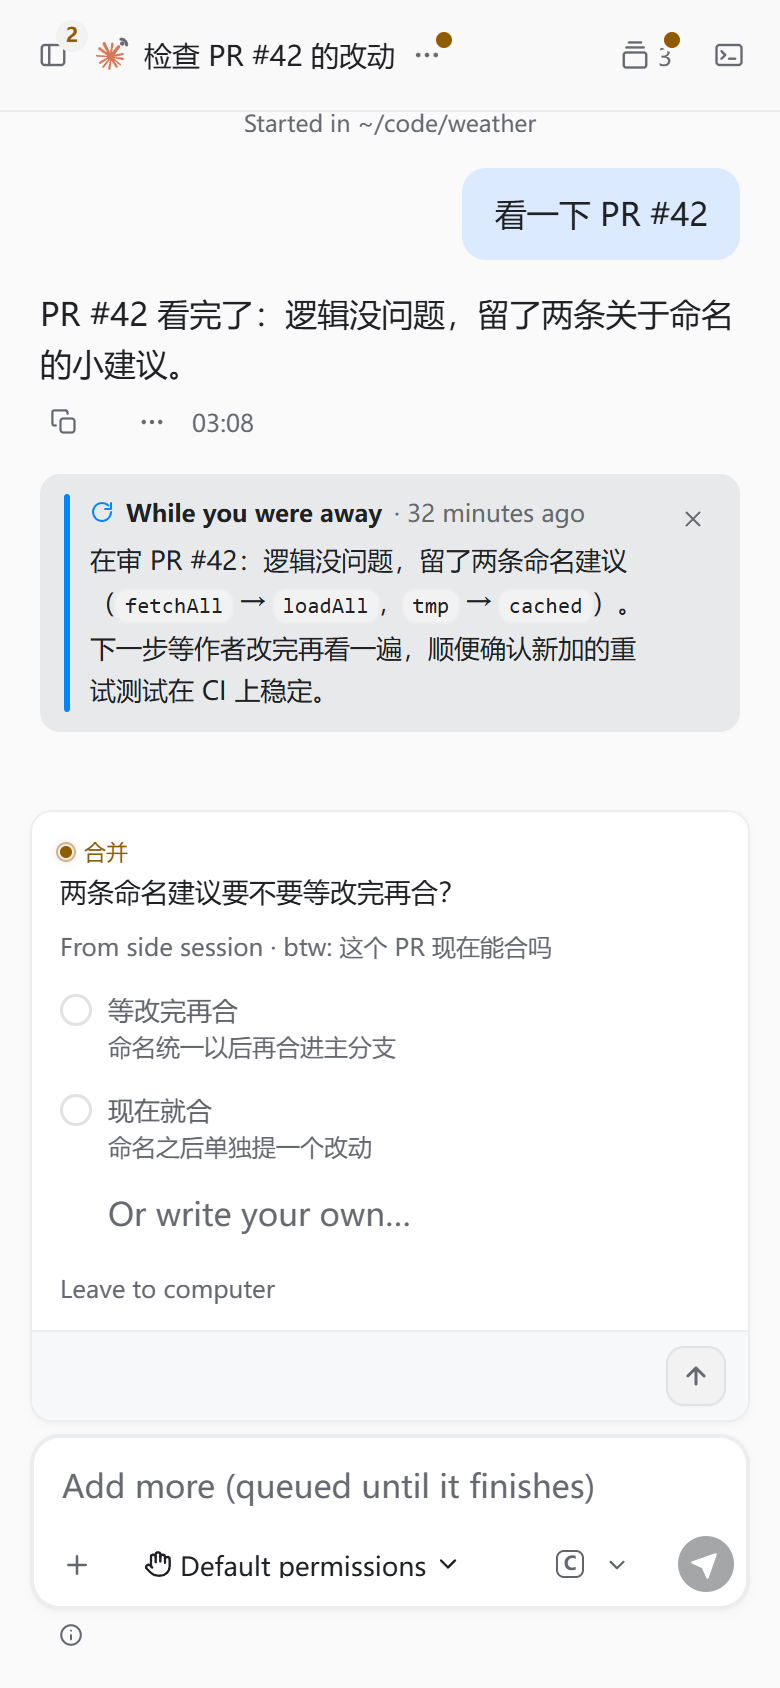 2
检查 PR #42 的改动
3
Started in ~/code/weather
看一下 PR #42
PR #42 看完了：逻辑没问题，留了两条关于命名
的小建议。
03:08
While you were away · 32 minutes ago
在审 PR #42：逻辑没问题，留了两条命名建议
（fetchAll → loadAll，tmp → cached）。
下一步等作者改完再看一遍，顺便确认新加的重
试测试在 CI 上稳定。
合并
两条命名建议要不要等改完再合？
From side session · btw: 这个 PR 现在能合吗
等改完再合
命名统一以后再合进主分支
现在就合
命名之后单独提一个改动
Or write your own...
Leave to computer
Add more (queued until it finishes)
Default permissions
C